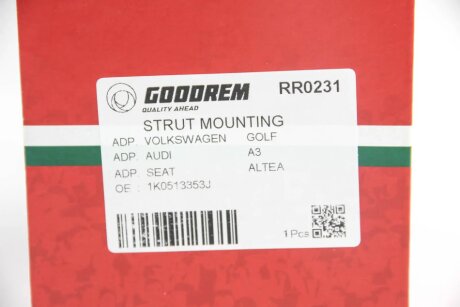 GOODREM RR0231
QUALITY AHEAD
STRUT MOUNTING
ADP. VOLKSWAGEN GOLF
ADP. AUDI A3
ADP. SEAT ALTEA
OE : 1K0513353J
1 Pcs